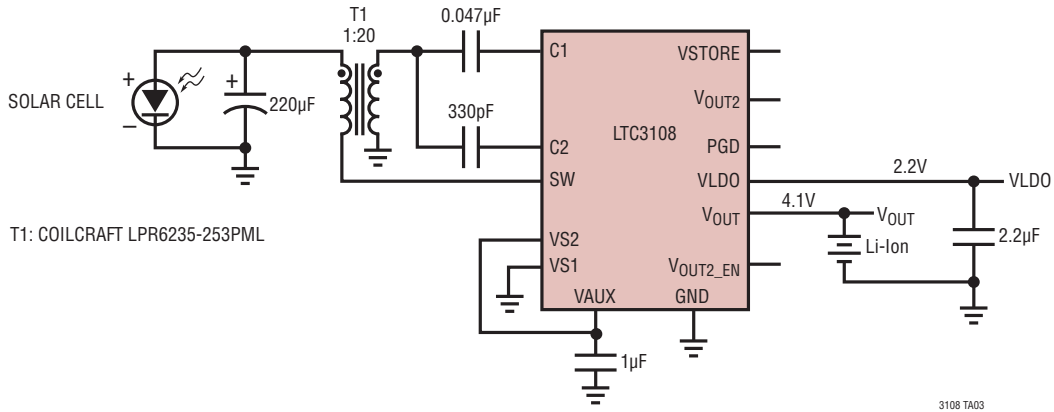 T1
1:20
0.047µF
SOLAR CELL
+
–
+
220µF
330pF
C1
C2
SW
VS2
VS1
VAUX
GND
LTC3108
VSTORE
VOUT2
PGD
VLDO
VOUT
VOUT2_EN
2.2V
VLDO
4.1V
VOUT
Li-Ion
2.2µF
1µF
T1: COILCRAFT LPR6235-253PML
3108 TA03